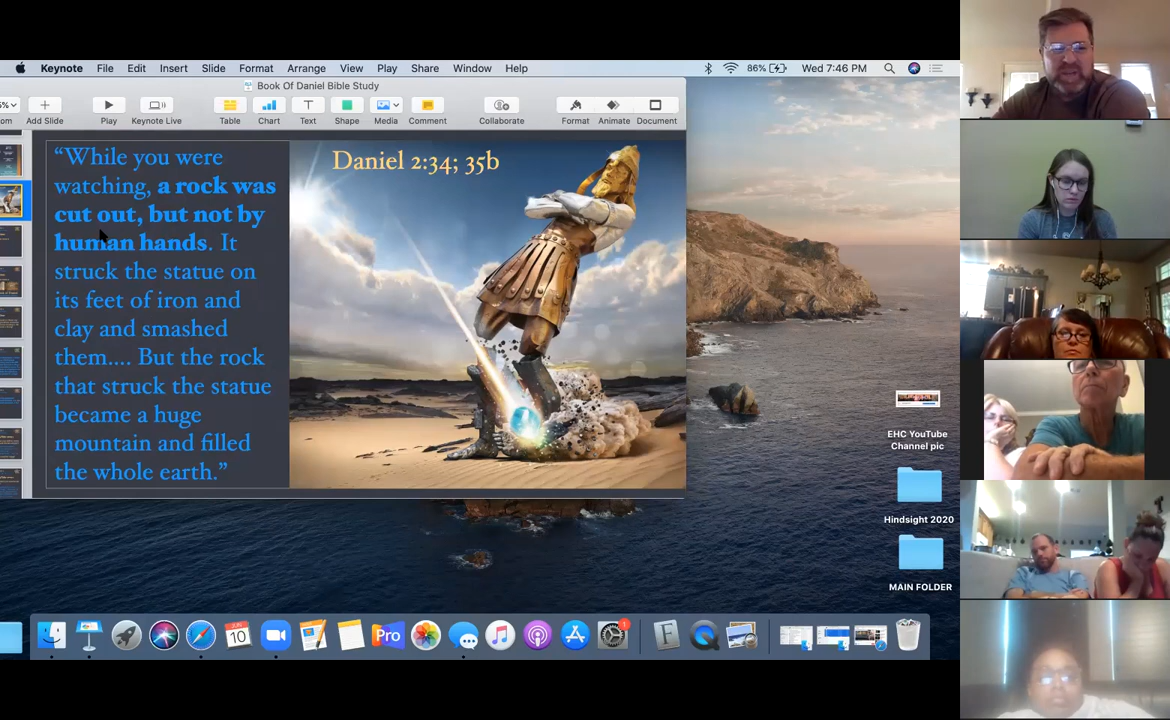 Keynote File Edit Insert Slide Format Arrange View Play Share Window Help
86% Wed 7:46 PM
Book Of Daniel Bible Study
5%
om Add Slide Play Keynote Live Table Chart Text Shape Media Comment Collaborate Format Animate Document
“While you were
watching, a rock was
cut out, but not by
human hands. It
struck the statue on
its feet of iron and
clay and smashed
them.... But the rock
that struck the statue
became a huge
mountain and filled
the whole earth.”
Daniel 2:34; 35b
EHC YouTube
Channel pic
Hindsight 2020
MAIN FOLDER
JUN
10
Pro
F
1